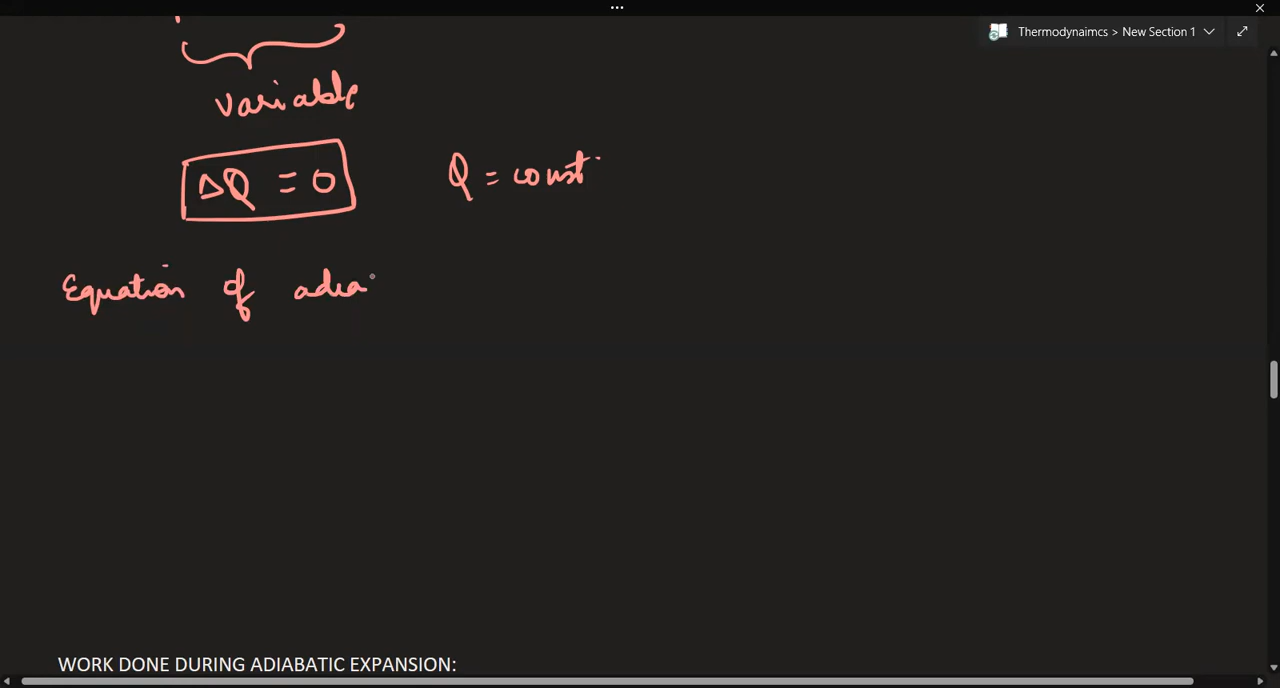 ...
Thermodynaimcs > New Section 1
variable
ΔQ = 0 Q = const.
Equation of adia
WORK DONE DURING ADIABATIC EXPANSION: